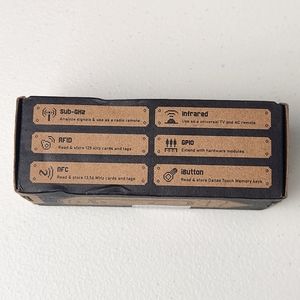 Sub-GHz
Analyze signals & use as a radio remote
RFID
Read & store 125 kHz cards and tags
NFC
Read & store 13.56 MHz cards and tags
Infrared
Use as a universal TV and AC remote
GPIO
Extend with hardware modules
iButton
Read & store Dallas Touch Memory keys